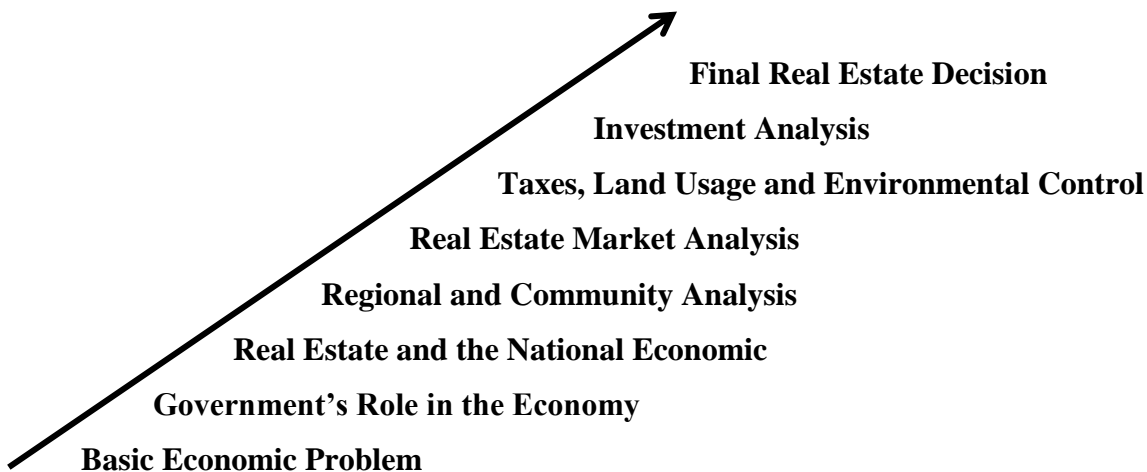 Final Real Estate Decision
Investment Analysis
Taxes, Land Usage and Environmental Control
Real Estate Market Analysis
Regional and Community Analysis
Real Estate and the National Economic
Government’s Role in the Economy
Basic Economic Problem